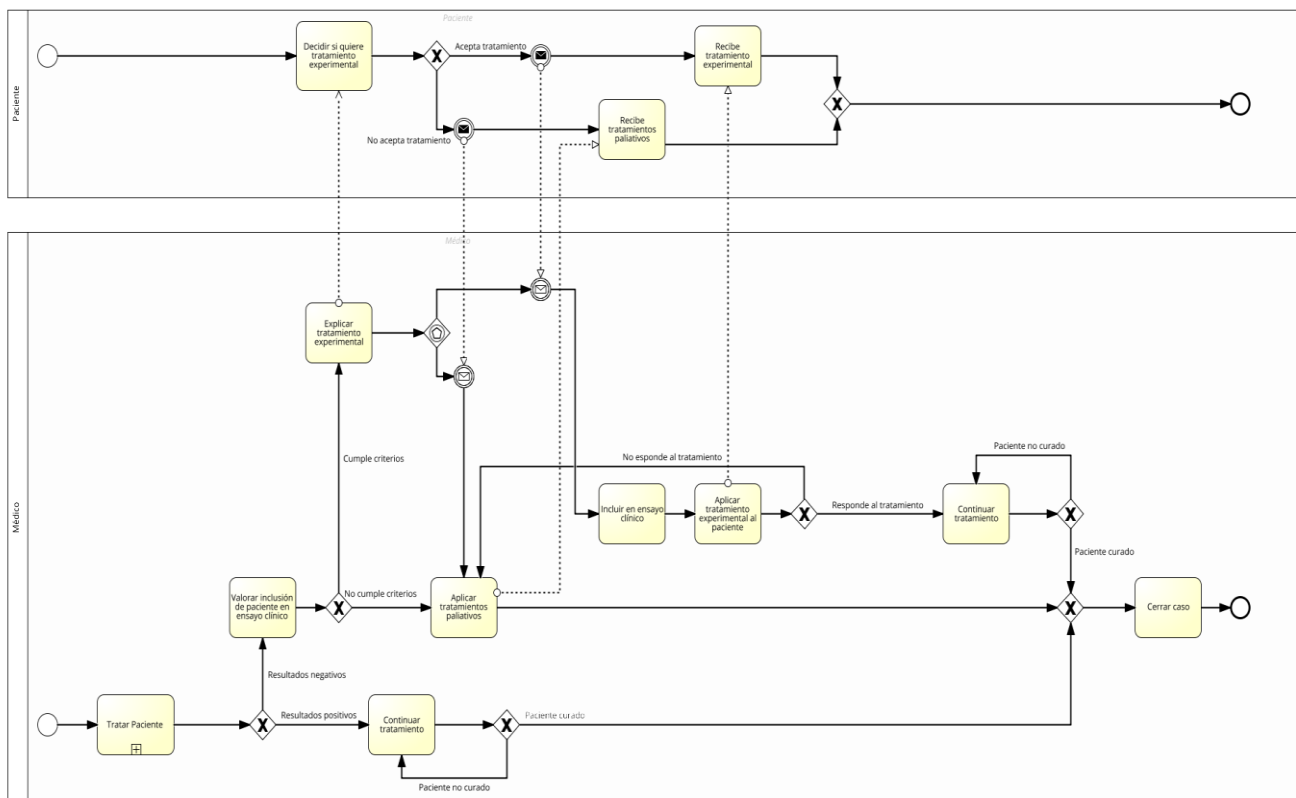 Paciente
Paciente
Decidir si quiere
tratamiento
experimental
Acepta tratamiento
No acepta tratamiento
Recibe
tratamiento
experimental
Recibe
tratamientos
paliativos
Médico
Médico
Explicar
tratamiento
experimental
Cumple criterios
No esponde al tratamiento
Paciente no curado
Incluir en ensayo
clínico
Aplicar
tratamiento
experimental al
paciente
Responde al tratamiento
Continuar
tratamiento
Paciente curado
Valorar inclusión
de paciente en
ensayo clínico
No cumple criterios
Aplicar
tratamientos
paliativos
Cerrar caso
Resultados negativos
Tratar Paciente
Resultados positivos
Continuar
tratamiento
Paciente curado
Paciente no curado